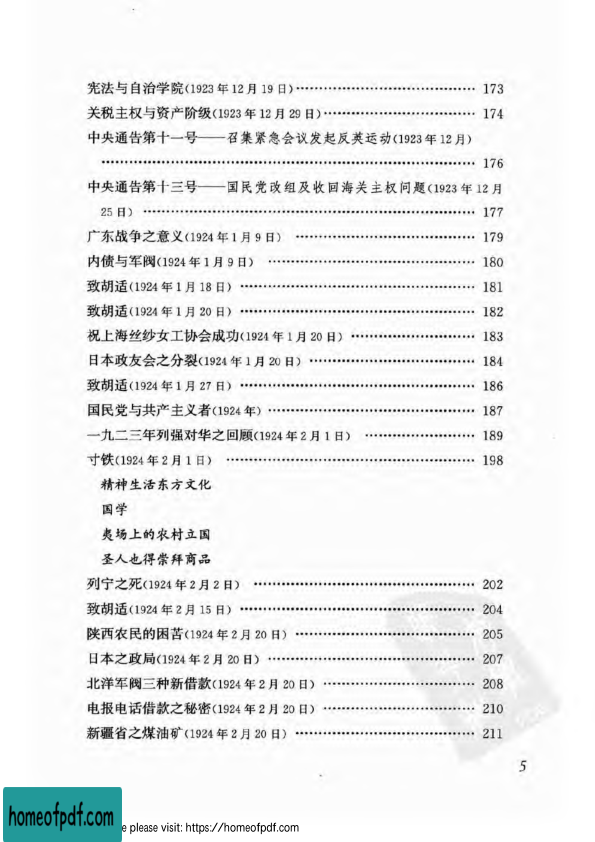 宪法与自治学院(1923年12月19日)…………………………… 173
关税主权与资产阶级(1923年12月29日)………………………… 174
中央通告第十一号——召集紧急会议发起反英运动(1923年12月)
…………………………………………………………………… 176
中央通告第十三号——国民党改组及收回海关主权问题(1923年12月
25日) …………………………………………………………… 177
广东战争之意义(1924年1月9日) ……………………………… 179
内债与军阀(1924年1月9日) …………………………………… 180
致胡适(1924年1月18日)………………………………………… 181
致胡适(1924年1月20日)………………………………………… 182
祝上海丝纱女工协会成功(1924年1月20日)…………………… 183
日本政友会之分裂(1924年1月20日)…………………………… 184
致胡适(1924年1月27日)………………………………………… 186
国民党与共产主义者(1924年)…………………………………… 187
一九二三年列强对华之回顾(1924年2月1日) ………………… 189
寸铁(1924年2月1日) …………………………………………… 198
精神生活东方文化
国学
夷场上的农村立国
圣人也得崇拜商品
列宁之死(1924年2月2日) ……………………………………… 202
致胡适(1924年2月15日)………………………………………… 204
陕西农民的困苦(1924年2月20日)……………………………… 205
日本之政局(1924年2月20日)…………………………………… 207
北洋军阀三种新借款(1924年2月20日)………………………… 208
电报电话借款之秘密(1924年2月20日)………………………… 210
新疆省之煤油矿(1924年2月20日)……………………………… 211
5
homeofpdf.com
e please visit: https://homeofpdf.com